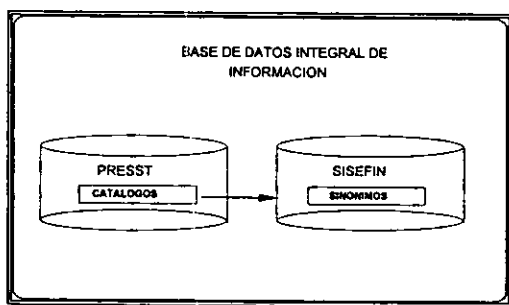 BASE DE DATOS INTEGRAL DE
INFORMACION
PRESST
CATALOGOS
SISEFIN
SINONIMOS